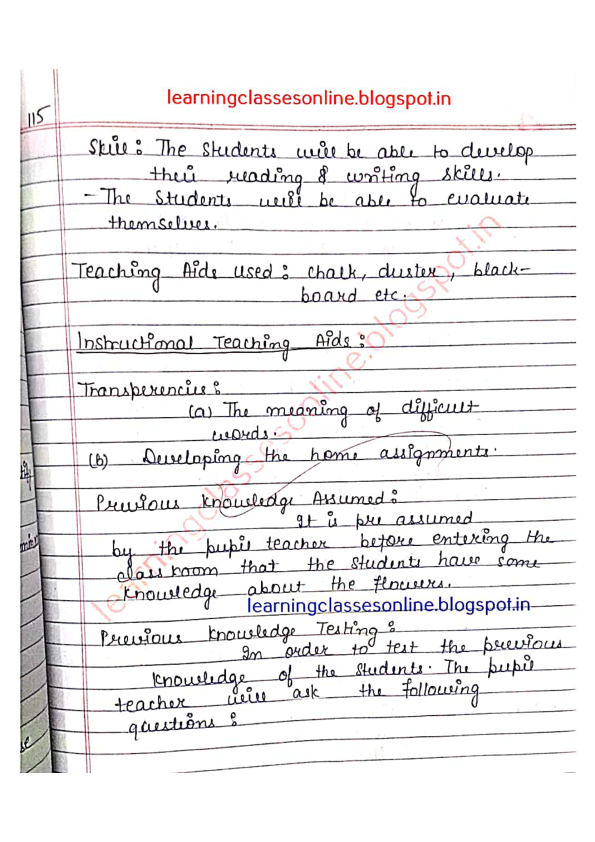 learningclassesonline.blogspot.in
115
Skill : The students will be able to develop
their reading & writing skills.
- The students will be able to evaluate
themselves.
Teaching Aids used : chalk, duster, black-
board etc.
Instructional Teaching Aids :
Transperencies :
(a) The meaning of difficult
words.
(b) Developing the home assignments.
Previous knowledge Assumed :
It is pre assumed
by the pupil teacher before entering the
class room that the students have some
knowledge about the flowers.
learningclassesonline.blogspot.in
Previous knowledge Testing :
In order to test the previous
knowledge of the students. The pupil
teacher will ask the following
questions :
learningclassesonline.blogspot.in